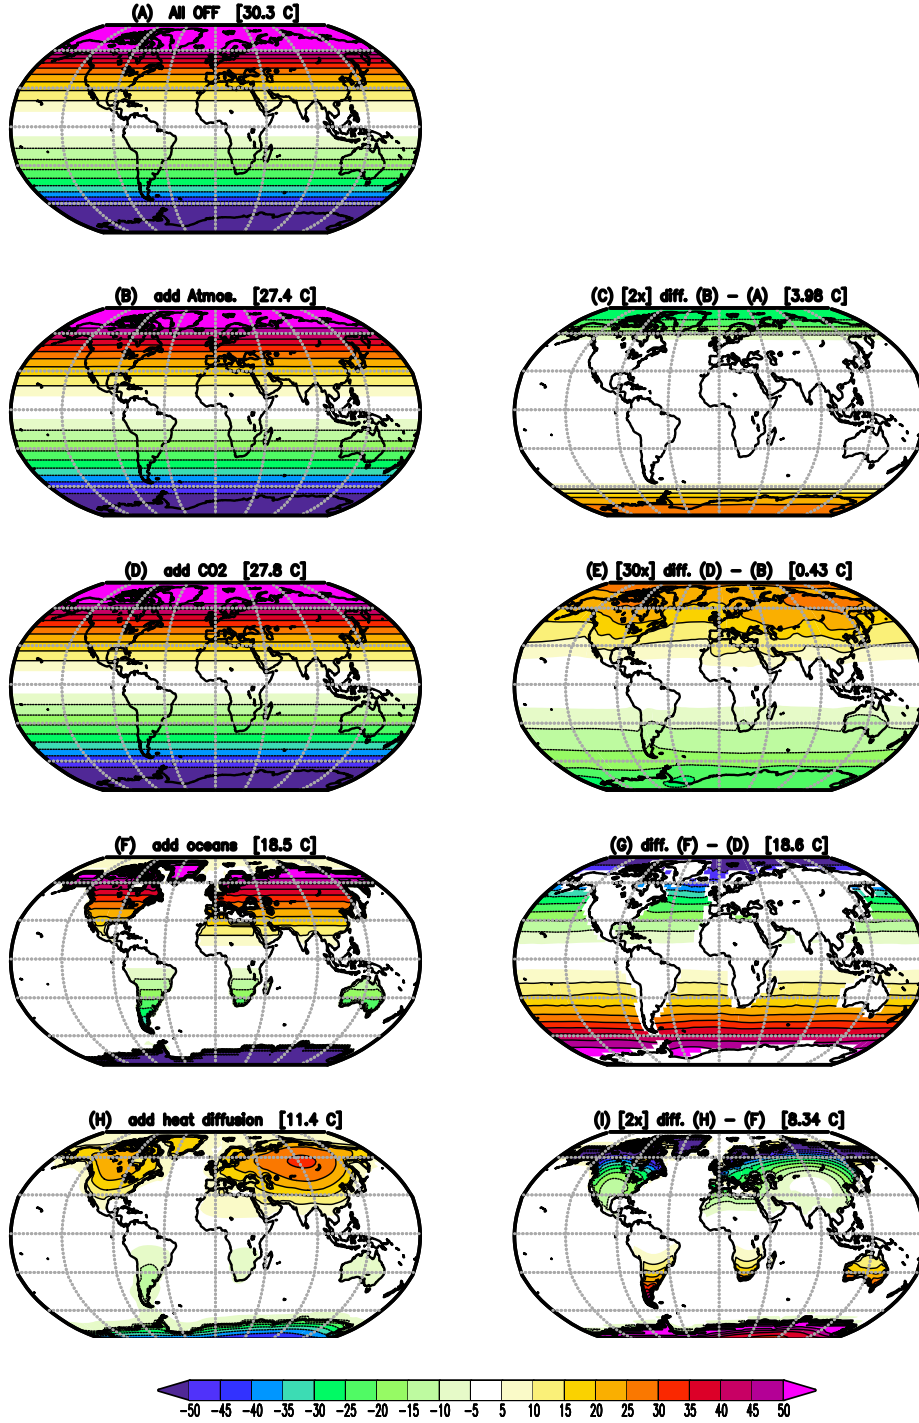 (A) All OFF [30.3 C]
(B) add Atmos. [27.4 C]
(C) [2x] diff. (B) - (A) [3.98 C]
(D) add CO2 [27.8 C]
(E) [30x] diff. (D) - (B) [0.43 C]
(F) add oceans [18.5 C]
(G) diff. (F) - (D) [18.6 C]
(H) add heat diffusion [11.4 C]
(I) [2x] diff. (H) - (F) [8.34 C]
-50 -45 -40 -35 -30 -25 -20 -15 -10 -5 5 10 15 20 25 30 35 40 45 50